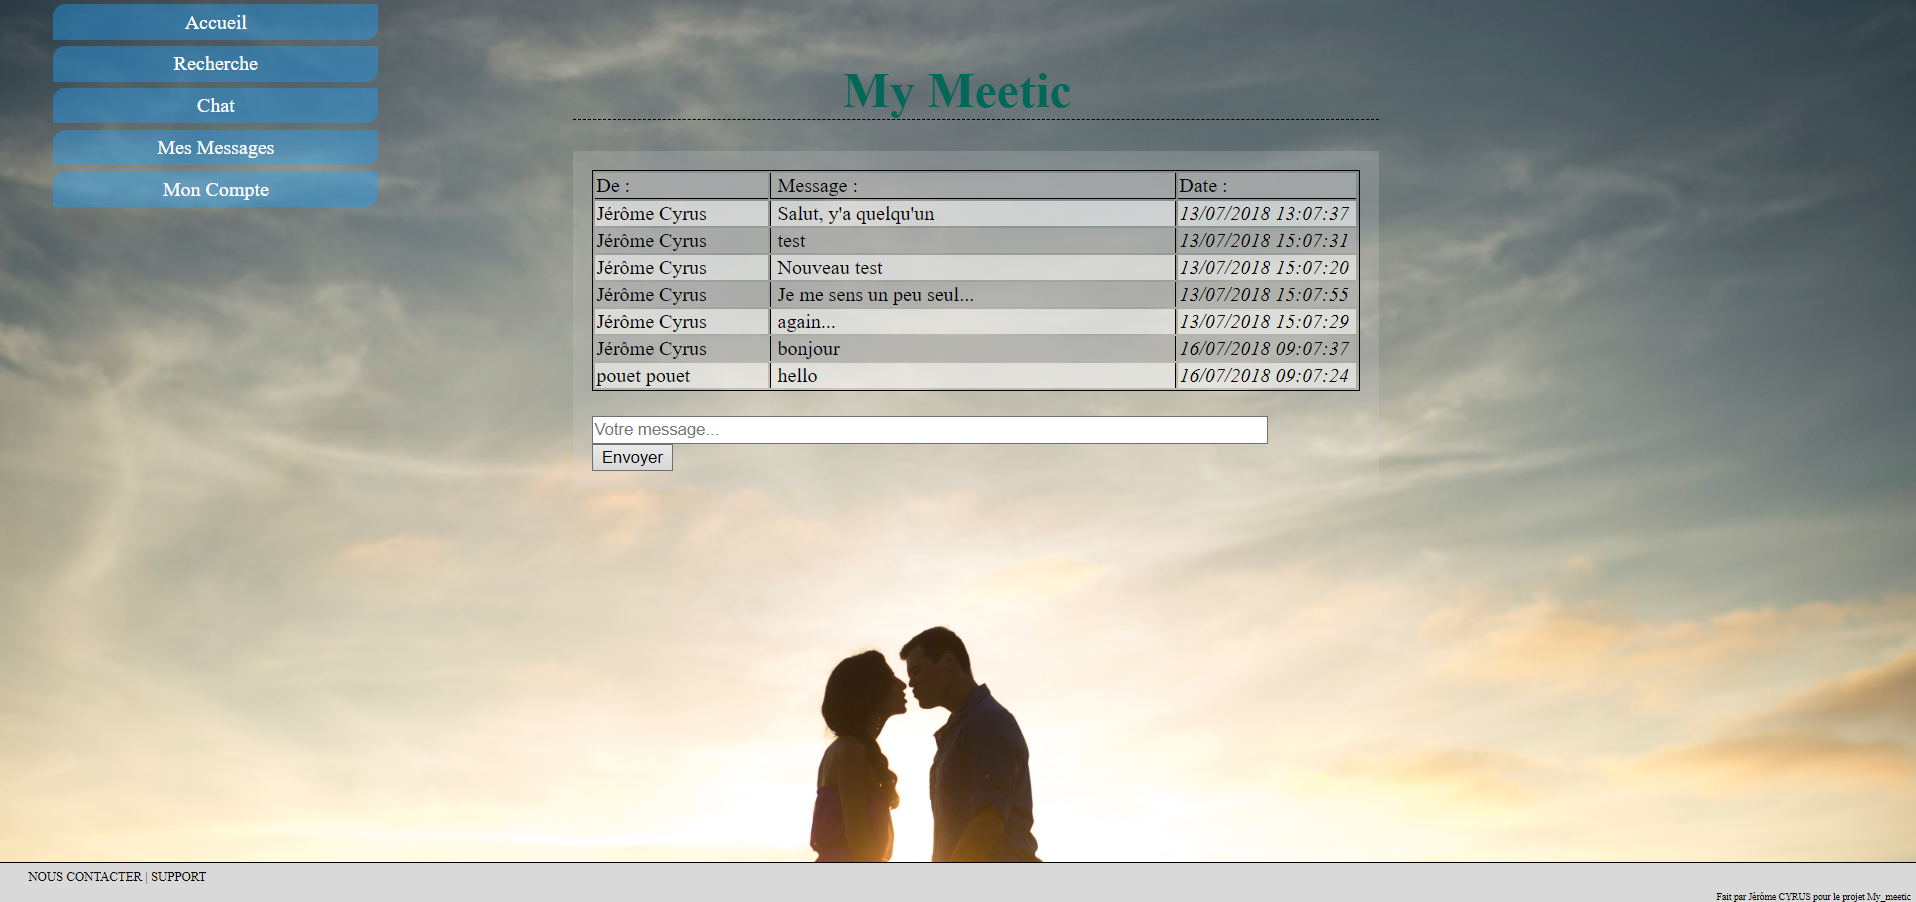 Accueil
Recherche
Chat
Mes Messages
Mon Compte
My Meetic
De : Message : Date :
Jérôme Cyrus Salut, y'a quelqu'un 13/07/2018 13:07:37
Jérôme Cyrus test 13/07/2018 15:07:31
Jérôme Cyrus Nouveau test 13/07/2018 15:07:20
Jérôme Cyrus Je me sens un peu seul... 13/07/2018 15:07:55
Jérôme Cyrus again... 13/07/2018 15:07:29
Jérôme Cyrus bonjour 16/07/2018 09:07:37
pouet pouet hello 16/07/2018 09:07:24
Votre message...
Envoyer
NOUS CONTACTER | SUPPORT
Fait par Jérôme CYRUS pour le projet My_meetic